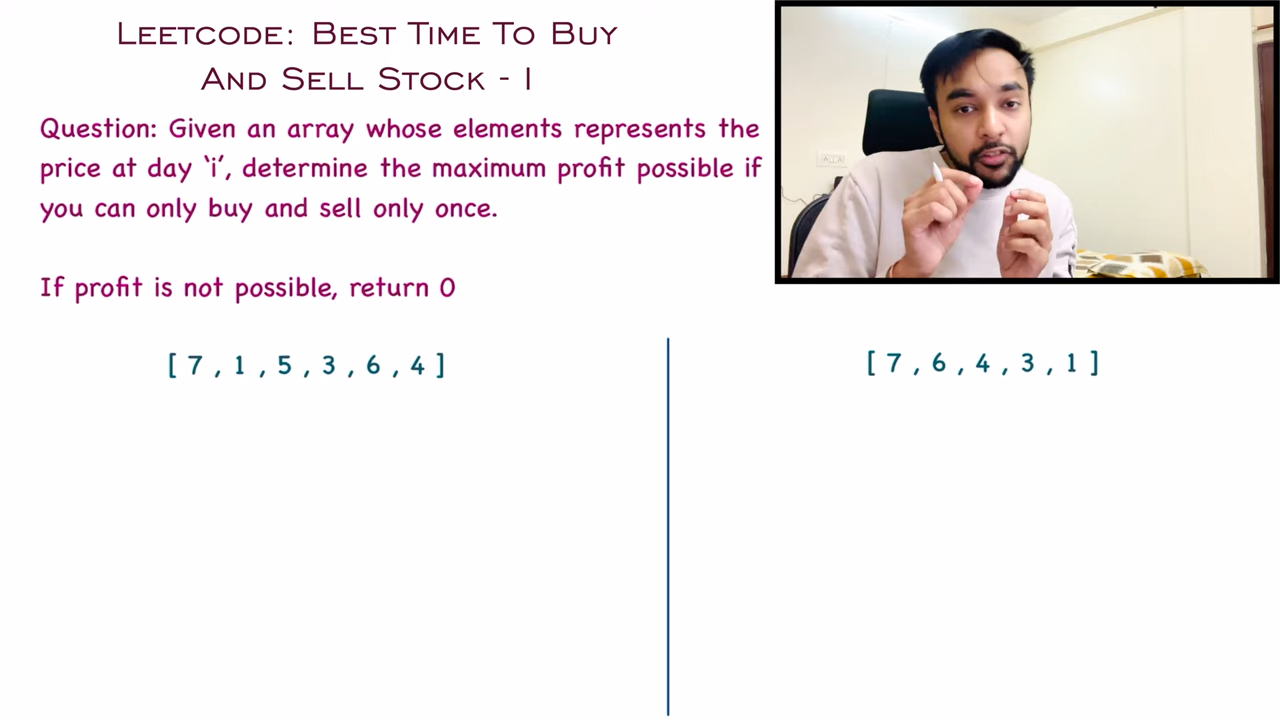 LEETCODE: BEST TIME TO BUY
AND SELL STOCK - I
Question: Given an array whose elements represents the
price at day ‘i’, determine the maximum profit possible if
you can only buy and sell only once.
If profit is not possible, return 0
[ 7 , 1 , 5 , 3 , 6 , 4 ]
[ 7 , 6 , 4 , 3 , 1 ]